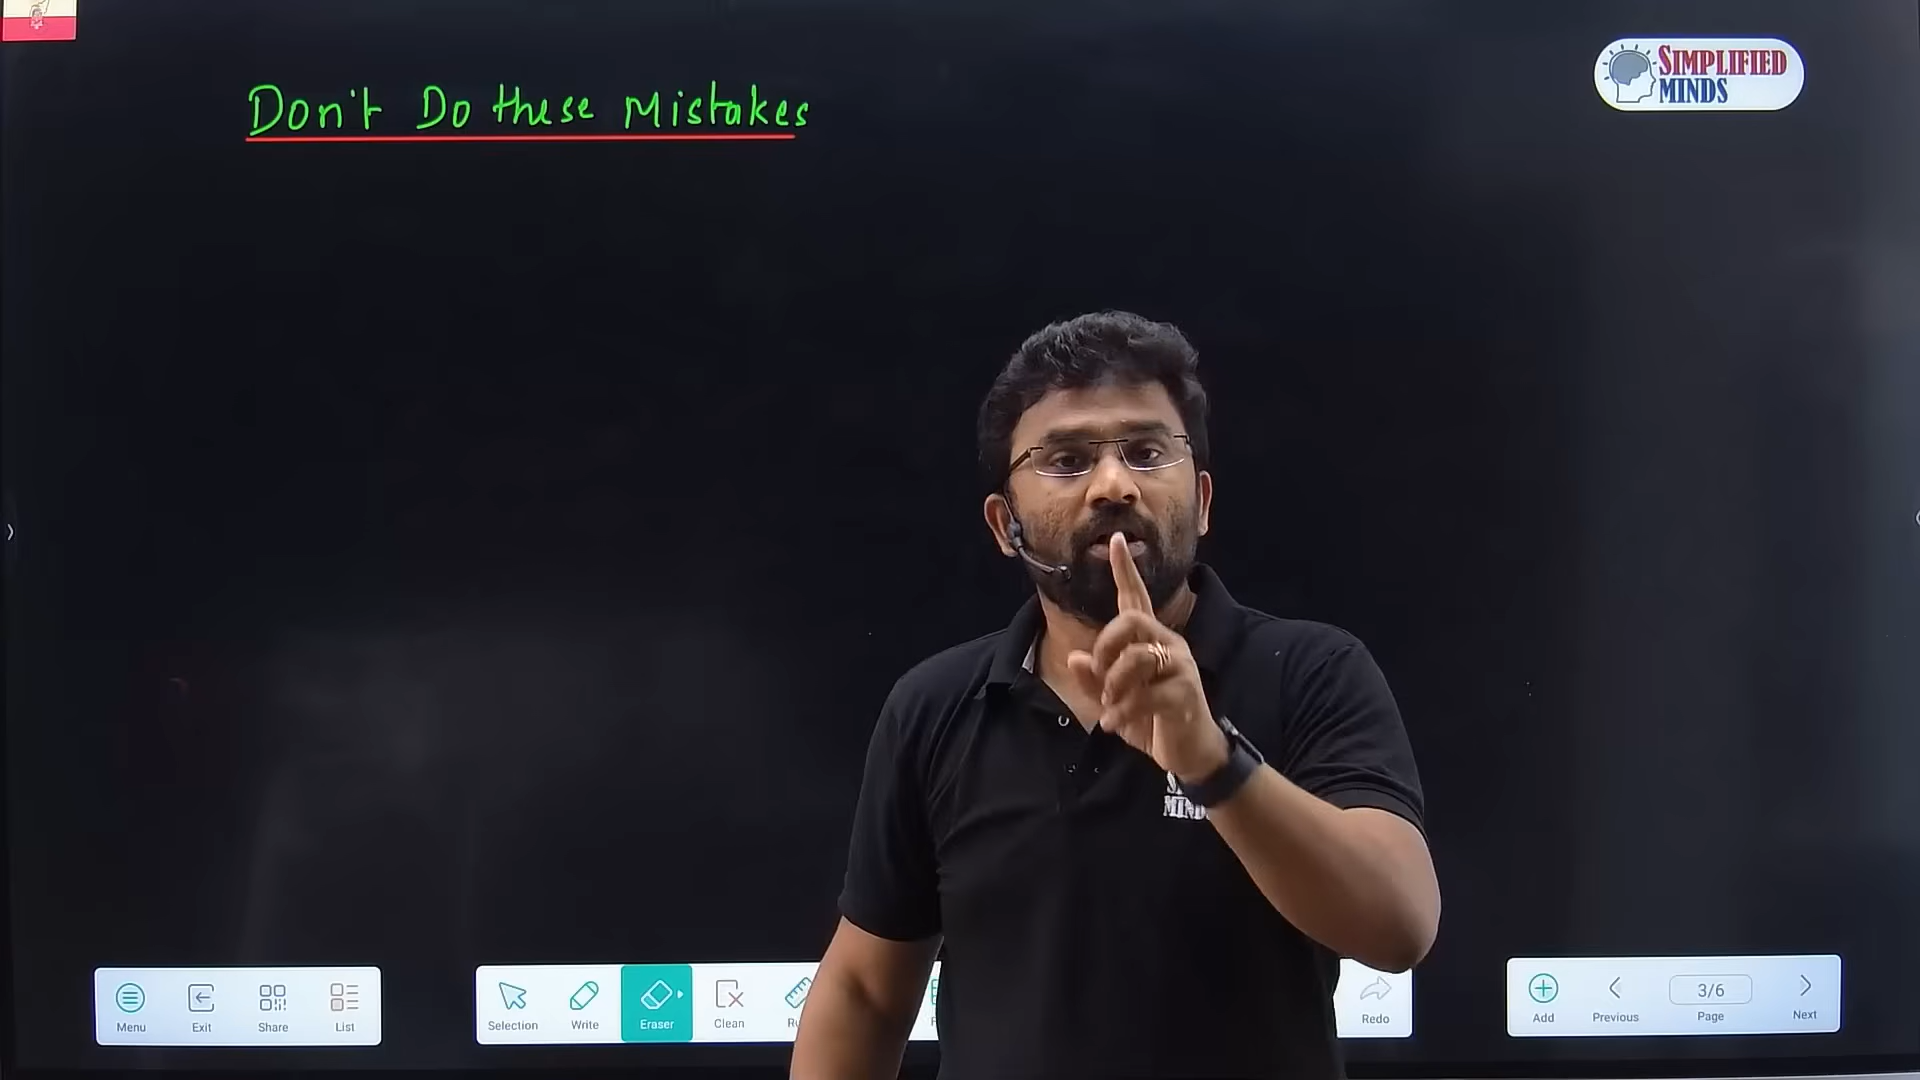 SIMPLIFIED
MINDS
Don't Do these Mistakes
MIND
Menu
Exit
Share
List
Selection
Write
Eraser
Clean
Redo
Add
Previous
3/6
Page
Next